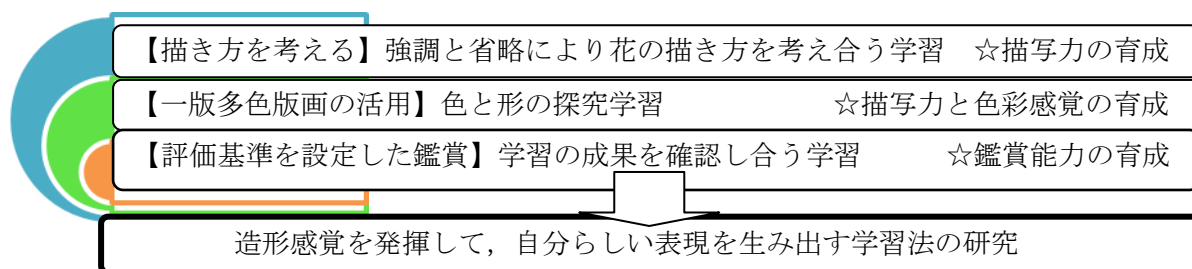 【描き方を考える】強調と省略により花の描き方を考え合う学習　☆描写力の育成
【一版多色版画の活用】色と形の探究学習　☆描写力と色彩感覚の育成
【評価基準を設定した鑑賞】学習の成果を確認し合う学習　☆鑑賞能力の育成
造形感覚を発揮して，自分らしい表現を生み出す学習法の研究